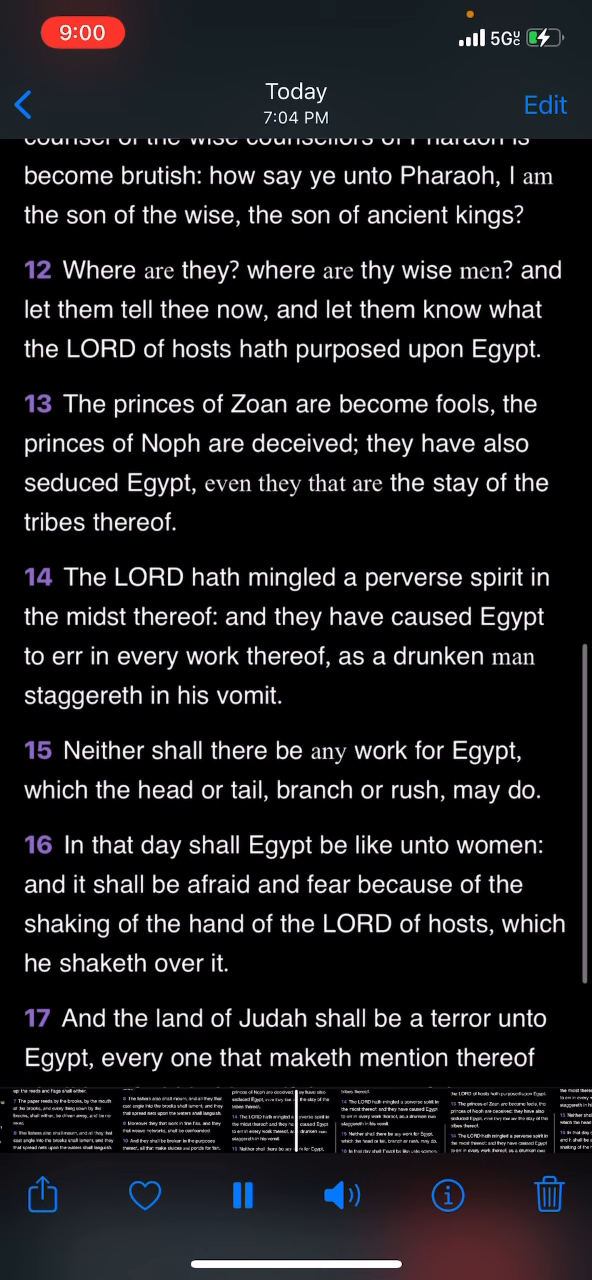 9:00
5G
Today
7:04 PM
Edit
counsel of the wise counsellors of Pharaoh is
become brutish: how say ye unto Pharaoh, I am
the son of the wise, the son of ancient kings?
12 Where are they? where are thy wise men? and
let them tell thee now, and let them know what
the LORD of hosts hath purposed upon Egypt.
13 The princes of Zoan are become fools, the
princes of Noph are deceived; they have also
seduced Egypt, even they that are the stay of the
tribes thereof.
14 The LORD hath mingled a perverse spirit in
the midst thereof: and they have caused Egypt
to err in every work thereof, as a drunken man
staggereth in his vomit.
15 Neither shall there be any work for Egypt,
which the head or tail, branch or rush, may do.
16 In that day shall Egypt be like unto women:
and it shall be afraid and fear because of the
shaking of the hand of the LORD of hosts, which
he shaketh over it.
17 And the land of Judah shall be a terror unto
Egypt, every one that maketh mention thereof